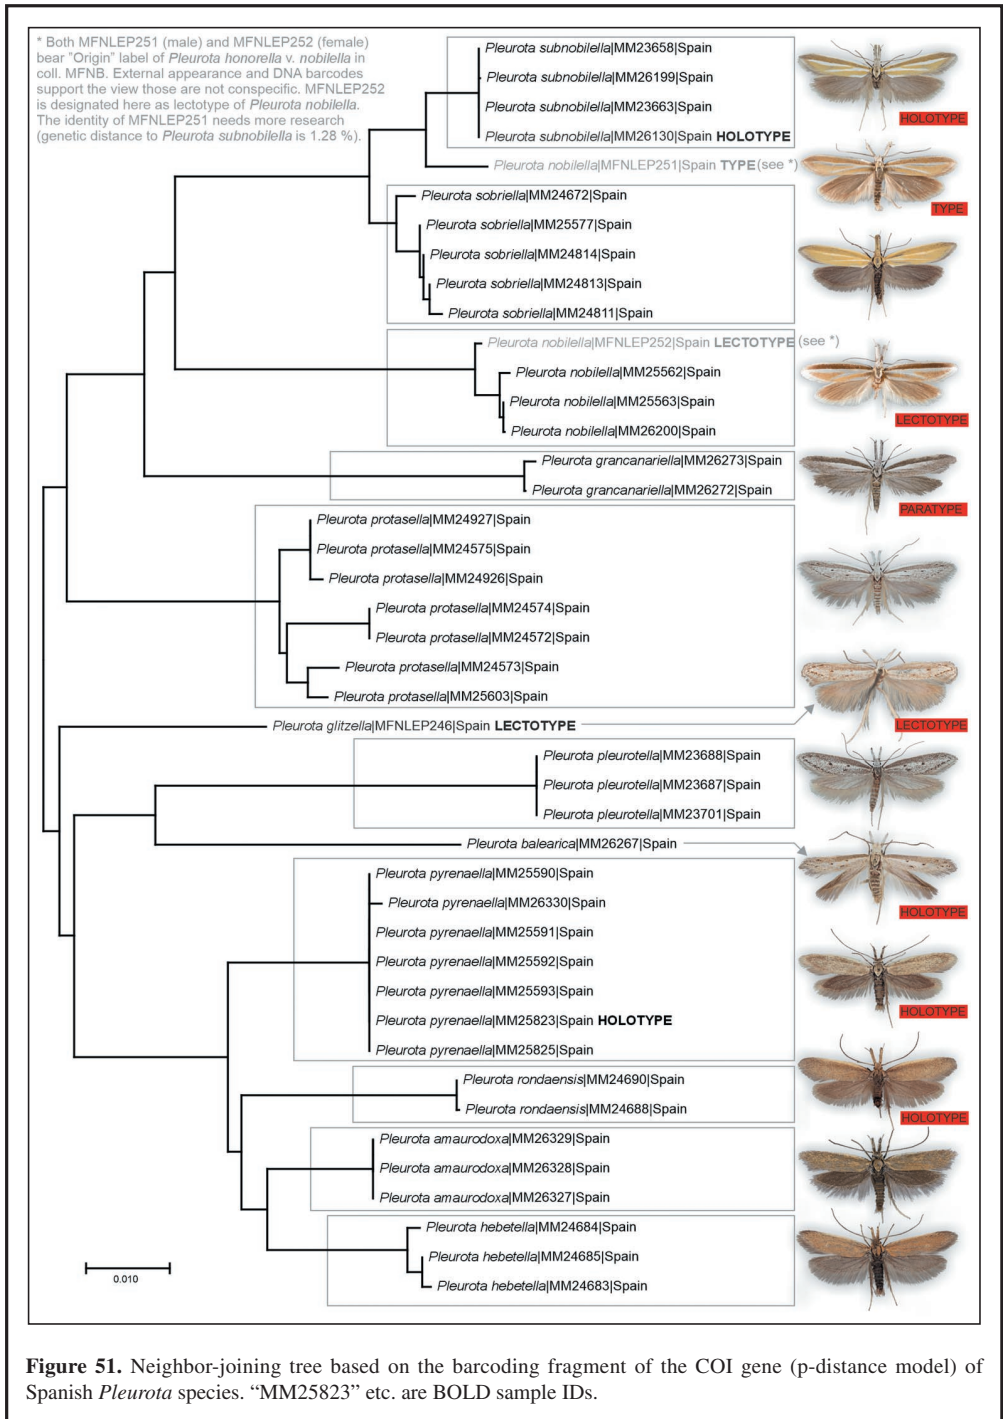 * Both MFNLEP251 (male) and MFNLEP252 (female)
bear "Origin" label of Pleurota honorella v. nobilella in
coll. MFNB. External appearance and DNA barcodes
support the view those are not conspecific. MFNLEP252
is designated here as lectotype of Pleurota nobilella.
The identity of MFNLEP251 needs more research
(genetic distance to Pleurota subnobilella is 1.28 %).
Pleurota subnobilella|MM23658|Spain
Pleurota subnobilella|MM26199|Spain
Pleurota subnobilella|MM23663|Spain
HOLOTYPE
Pleurota subnobilella|MM26130|Spain HOLOTYPE
Pleurota nobilella|MFNLEP251|Spain TYPE (see *)
Pleurota sobriella|MM24672|Spain
TYPE
Pleurota sobriella|MM25577|Spain
Pleurota sobriella|MM24814|Spain
Pleurota sobriella|MM24813|Spain
Pleurota sobriella|MM24811|Spain
Pleurota nobilella|MFNLEP252|Spain LECTOTYPE (see *)
Pleurota nobilella|MM25562|Spain
Pleurota nobilella|MM25563|Spain
LECTOTYPE
Pleurota nobilella|MM26200|Spain
Pleurota grancanariella|MM26273|Spain
Pleurota grancanariella|MM26272|Spain
PARATYPE
Pleurota protasella|MM24927|Spain
Pleurota protasella|MM24575|Spain
Pleurota protasella|MM24926|Spain
Pleurota protasella|MM24574|Spain
Pleurota protasella|MM24572|Spain
Pleurota protasella|MM24573|Spain
Pleurota protasella|MM25603|Spain
Pleurota glitzella|MFNLEP246|Spain LECTOTYPE
LECTOTYPE
Pleurota pleurotella|MM23688|Spain
Pleurota pleurotella|MM23687|Spain
Pleurota pleurotella|MM23701|Spain
Pleurota balearica|MM26267|Spain
Pleurota pyrenaella|MM25590|Spain
Pleurota pyrenaella|MM26330|Spain
HOLOTYPE
Pleurota pyrenaella|MM25591|Spain
Pleurota pyrenaella|MM25592|Spain
Pleurota pyrenaella|MM25593|Spain
HOLOTYPE
Pleurota pyrenaella|MM25823|Spain HOLOTYPE
Pleurota pyrenaella|MM25825|Spain
Pleurota rondaensis|MM24690|Spain
Pleurota rondaensis|MM24688|Spain
HOLOTYPE
Pleurota amaurodoxa|MM26329|Spain
Pleurota amaurodoxa|MM26328|Spain
Pleurota amaurodoxa|MM26327|Spain
Pleurota hebetella|MM24684|Spain
Pleurota hebetella|MM24685|Spain
Pleurota hebetella|MM24683|Spain
0.010
Figure 51. Neighbor-joining tree based on the barcoding fragment of the COI gene (p-distance model) of
Spanish Pleurota species. “MM25823” etc. are BOLD sample IDs.